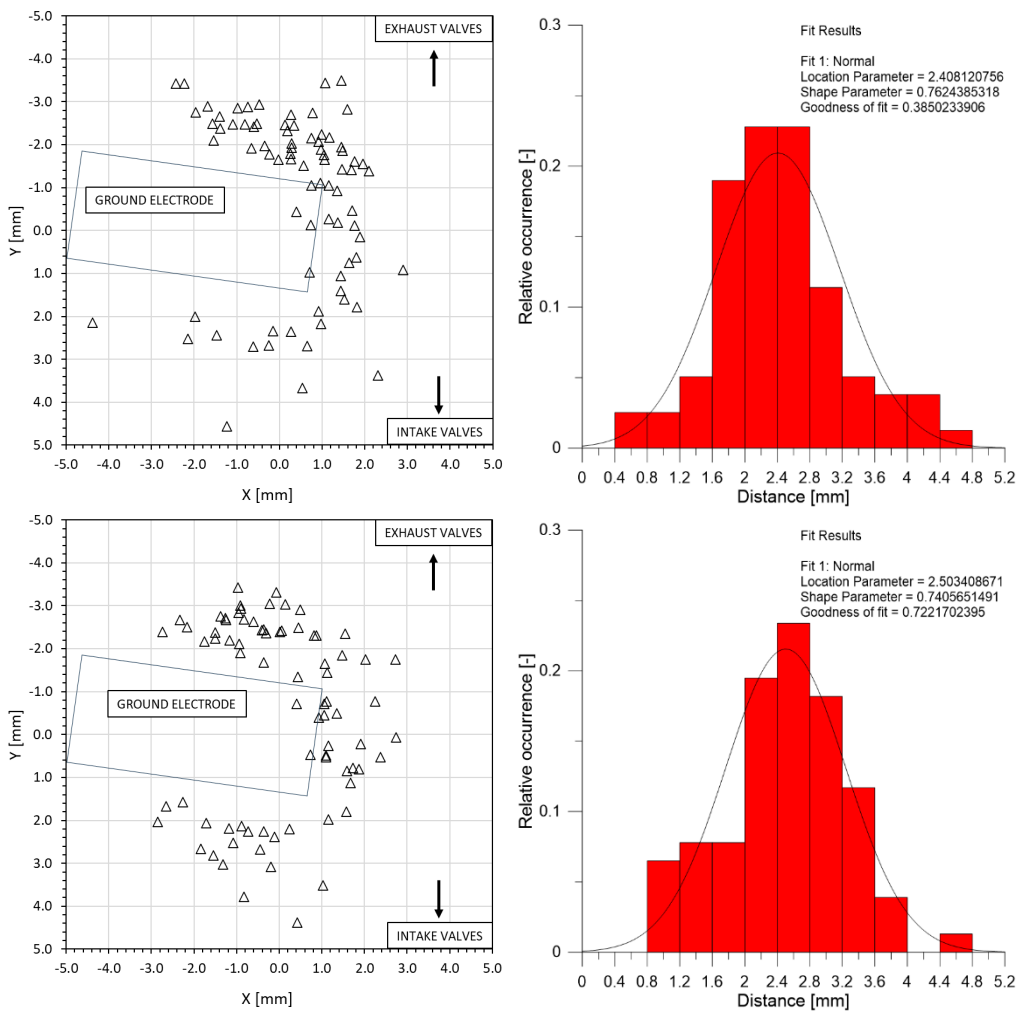 -5.0
EXHAUST VALVES
-4.0
-3.0
-2.0
-1.0
GROUND ELECTRODE
Y [mm]
0.0
1.0
2.0
3.0
4.0
INTAKE VALVES
5.0
-5.0 -4.0 -3.0 -2.0 -1.0 0.0 1.0 2.0 3.0 4.0 5.0
X [mm]
0.3
Fit Results
Fit 1: Normal
Location Parameter = 2.408120756
Shape Parameter = 0.7624385318
Goodness of fit = 0.3850233906
0.2
Relative occurrence [-]
0.1
0
0 0.4 0.8 1.2 1.6 2 2.4 2.8 3.2 3.6 4 4.4 4.8 5.2
Distance [mm]
-5.0
EXHAUST VALVES
-4.0
-3.0
-2.0
-1.0
GROUND ELECTRODE
Y [mm]
0.0
1.0
2.0
3.0
4.0
INTAKE VALVES
5.0
-5.0 -4.0 -3.0 -2.0 -1.0 0.0 1.0 2.0 3.0 4.0 5.0
X [mm]
0.3
Fit Results
Fit 1: Normal
Location Parameter = 2.503408671
Shape Parameter = 0.7405651491
Goodness of fit = 0.7221702395
0.2
Relative occurrence [-]
0.1
0
0 0.4 0.8 1.2 1.6 2 2.4 2.8 3.2 3.6 4 4.4 4.8 5.2
Distance [mm]